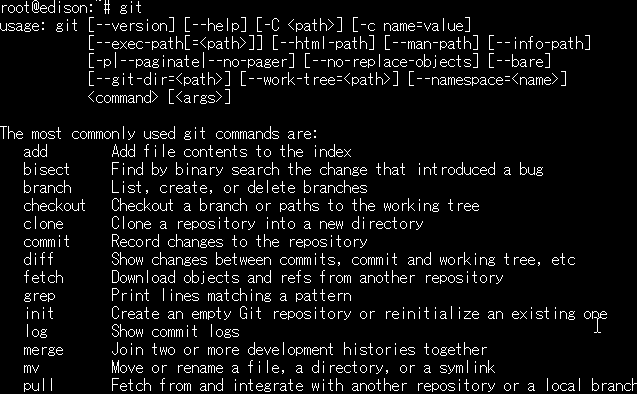 root@edison:~# git
usage: git [--version] [--help] [-C <path>] [-c name=value]
           [--exec-path[=<path>]] [--html-path] [--man-path] [--info-path]
           [-p|--paginate|--no-pager] [--no-replace-objects] [--bare]
           [--git-dir=<path>] [--work-tree=<path>] [--namespace=<name>]
           <command> [<args>]

The most commonly used git commands are:
   add        Add file contents to the index
   bisect     Find by binary search the change that introduced a bug
   branch     List, create, or delete branches
   checkout   Checkout a branch or paths to the working tree
   clone      Clone a repository into a new directory
   commit     Record changes to the repository
   diff       Show changes between commits, commit and working tree, etc
   fetch      Download objects and refs from another repository
   grep       Print lines matching a pattern
   init       Create an empty Git repository or reinitialize an existing one
   log        Show commit logs
   merge      Join two or more development histories together
   mv         Move or rename a file, a directory, or a symlink
   pull       Fetch from and integrate with another repository or a local branch